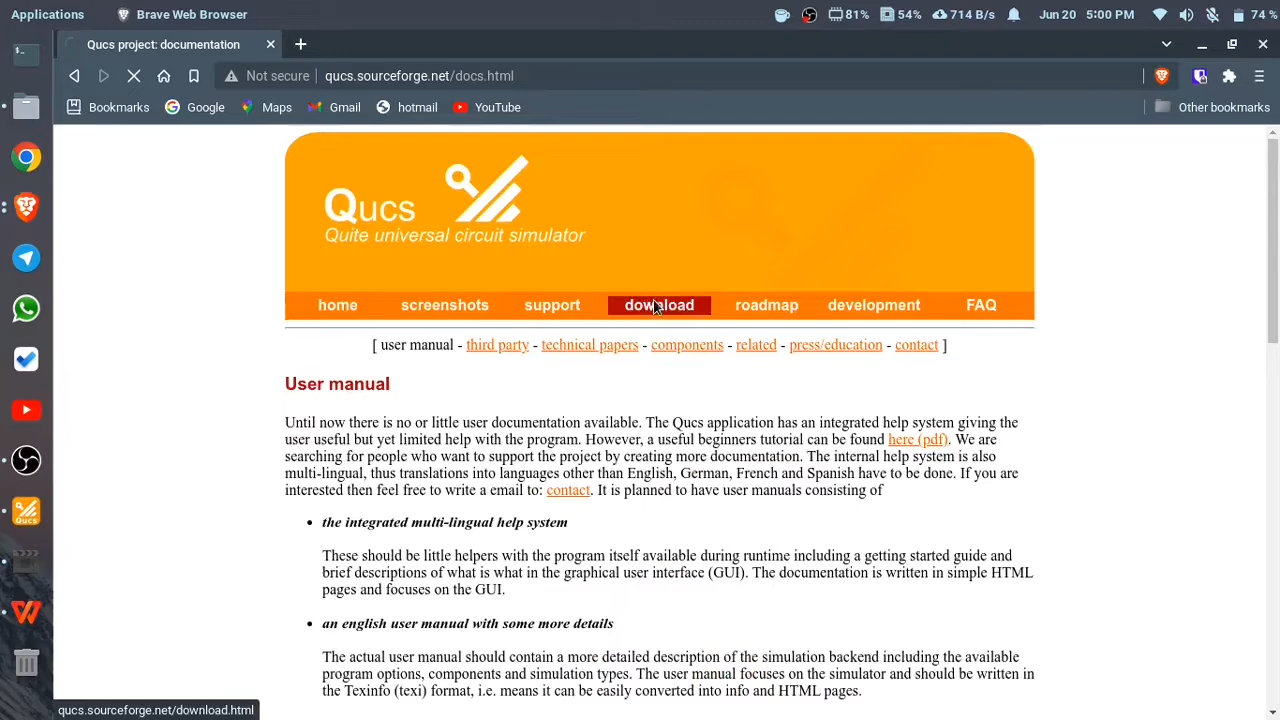 Applications Brave Web Browser 81% 54% 714 B/s Jun 20 5:00 PM 74 %
Qucs project: documentation
Not secure qucs.sourceforge.net/docs.html
Bookmarks Google Maps Gmail hotmail YouTube Other bookmarks
Qucs
Quite universal circuit simulator
home screenshots support download roadmap development FAQ
[ user manual - third party - technical papers - components - related - press/education - contact ]
User manual
Until now there is no or little user documentation available. The Qucs application has an integrated help system giving the
user useful but yet limited help with the program. However, a useful beginners tutorial can be found here (pdf). We are
searching for people who want to support the project by creating more documentation. The internal help system is also
multi-lingual, thus translations into languages other than English, German, French and Spanish have to be done. If you are
interested then feel free to write a email to: contact. It is planned to have user manuals consisting of
• the integrated multi-lingual help system
These should be little helpers with the program itself available during runtime including a getting started guide and
brief descriptions of what is what in the graphical user interface (GUI). The documentation is written in simple HTML
pages and focuses on the GUI.
• an english user manual with some more details
The actual user manual should contain a more detailed description of the simulation backend including the available
program options, components and simulation types. The user manual focuses on the simulator and should be written in
the Texinfo (texi) format, i.e. means it can be easily converted into info and HTML pages.
qucs.sourceforge.net/download.html
Qucs